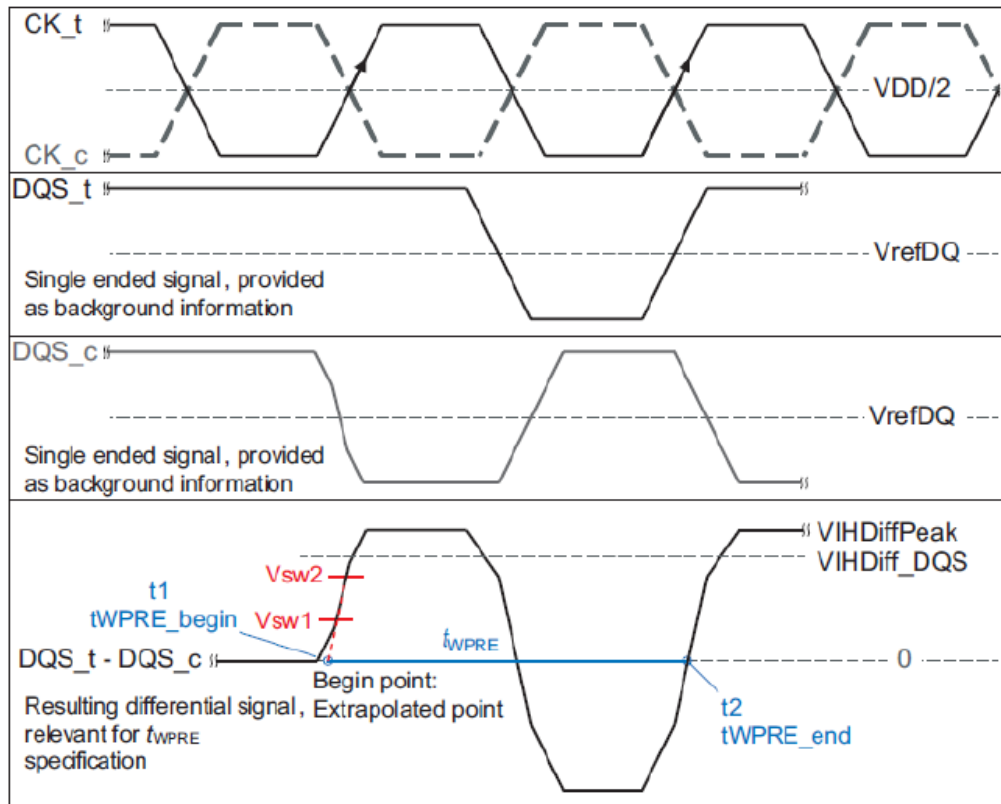 CK_t
VDD/2
CK_c
DQS_t
VrefDQ
Single ended signal, provided
as background information
DQS_c
VrefDQ
Single ended signal, provided
as background information
VIHDiffPeak
VIHDiff_DQS
Vsw2
t1
tWPRE_begin
Vsw1
tWPRE
DQS_t - DQS_c
0
Begin point:
Extrapolated point
Resulting differential signal,
relevant for tWPRE
specification
t2
tWPRE_end